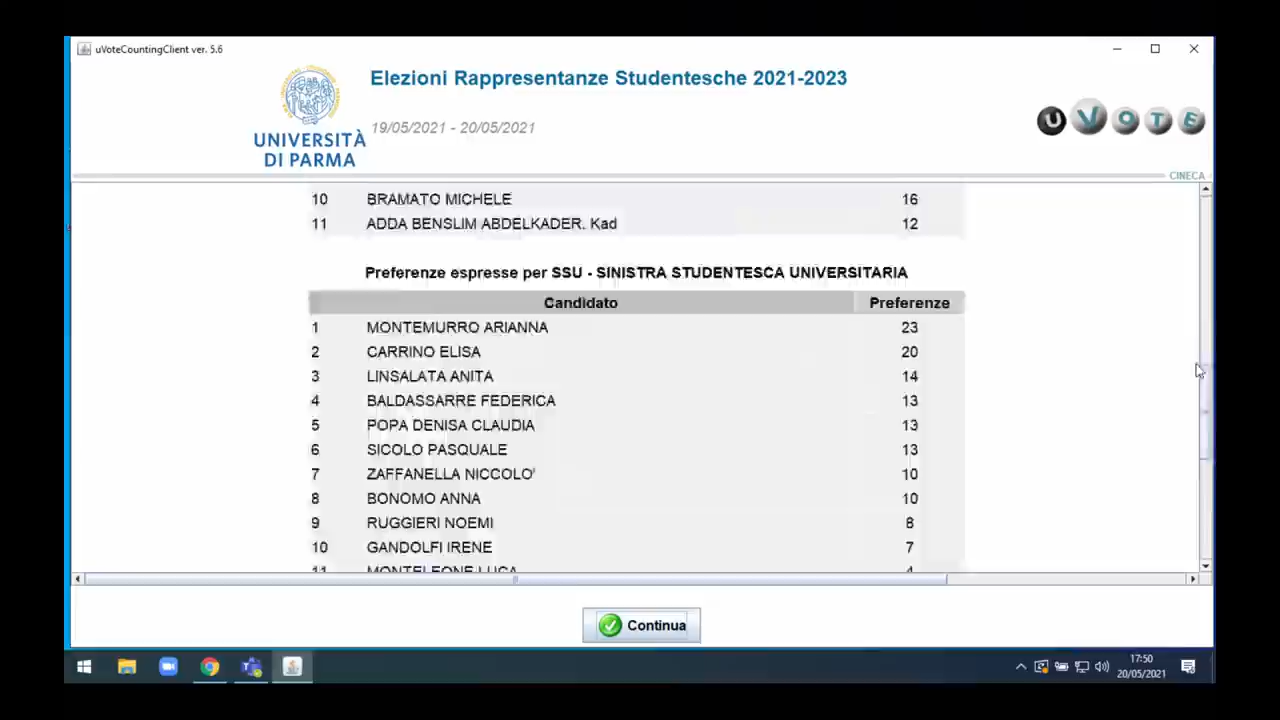 uVoteCountingClient ver. 5.6
Elezioni Rappresentanze Studentesche 2021-2023
19/05/2021 - 20/05/2021
UNIVERSITÀ
DI PARMA
U V O T E
CINECA
10 BRAMATO MICHELE 16
11 ADDA BENSLIM ABDELKADER. Kad 12
Preferenze espresse per SSU - SINISTRA STUDENTESCA UNIVERSITARIA
Candidato Preferenze
1 MONTEMURRO ARIANNA 23
2 CARRINO ELISA 20
3 LINSALATA ANITA 14
4 BALDASSARRE FEDERICA 13
5 POPA DENISA CLAUDIA 13
6 SICOLO PASQUALE 13
7 ZAFFANELLA NICCOLO' 10
8 BONOMO ANNA 10
9 RUGGIERI NOEMI 8
10 GANDOLFI IRENE 7
11 MONTELEONE LUCA 4
Continua
17:50
20/05/2021